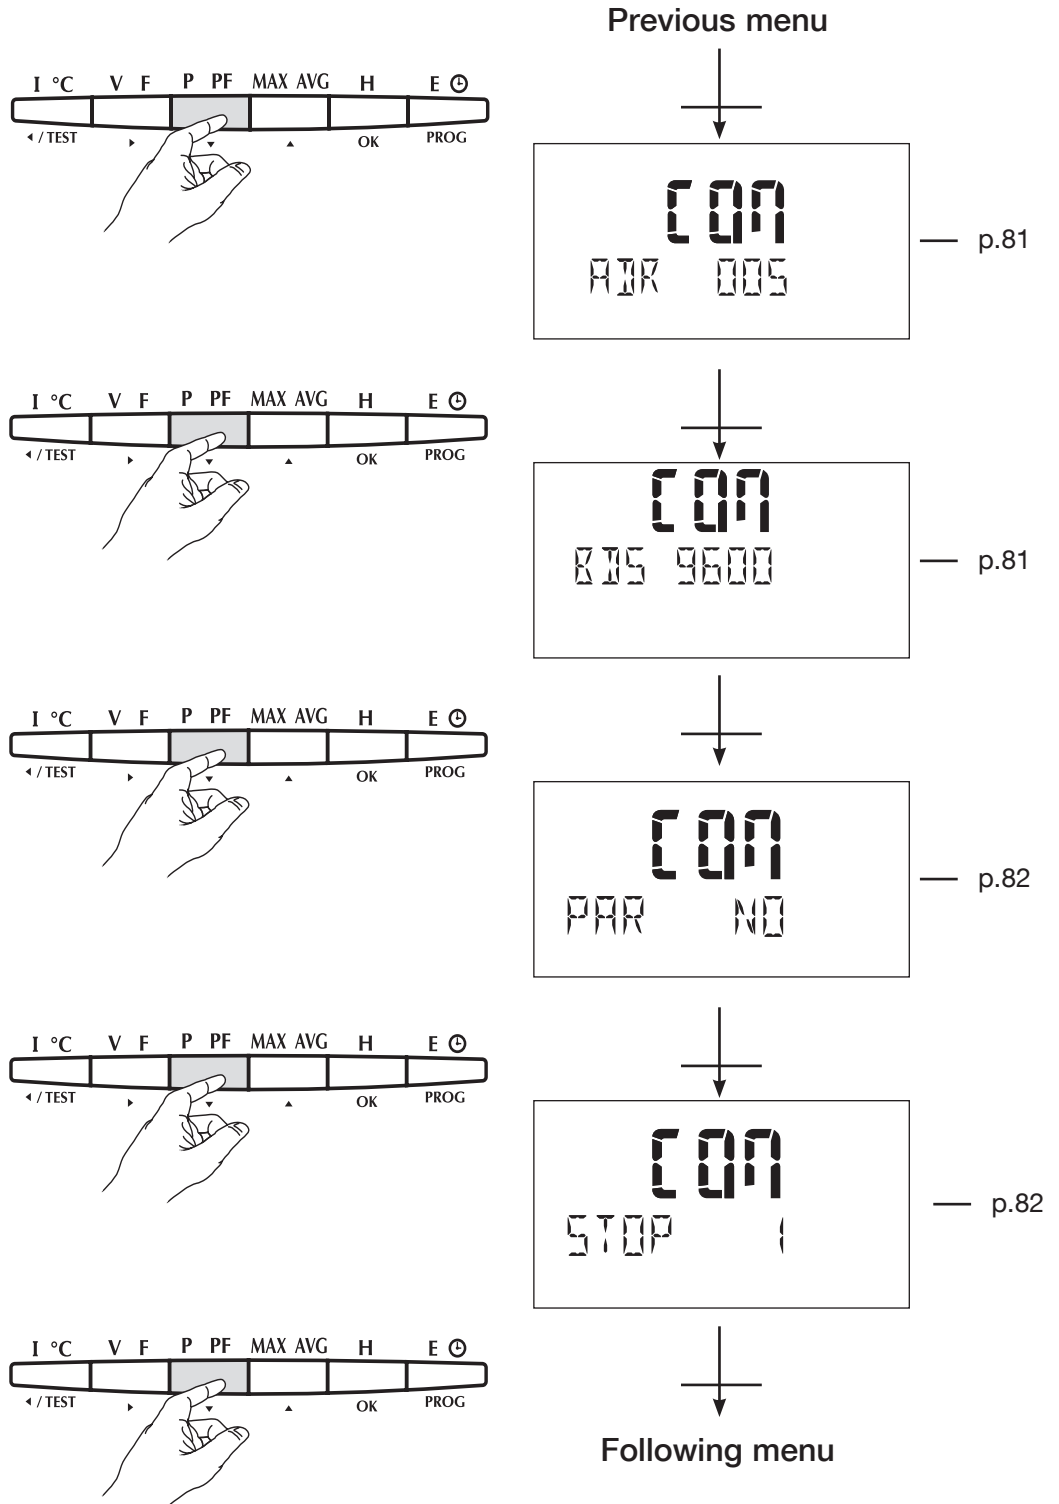 Previous menu
I °C V F P PF MAX AVG H E
◂ / TEST ▸ ▾ ▴ OK PROG
COM
ADR 005
p.81
I °C V F P PF MAX AVG H E
◂ / TEST ▸ ▾ ▴ OK PROG
COM
BDS 9600
p.81
I °C V F P PF MAX AVG H E
◂ / TEST ▸ ▾ ▴ OK PROG
COM
PAR NO
p.82
I °C V F P PF MAX AVG H E
◂ / TEST ▸ ▾ ▴ OK PROG
COM
STOP 1
p.82
I °C V F P PF MAX AVG H E
◂ / TEST ▸ ▾ ▴ OK PROG
Following menu